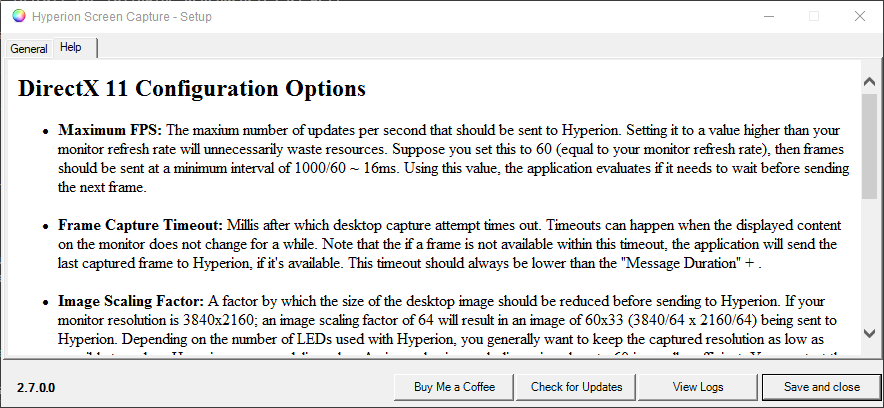 Hyperion Screen Capture - Setup
General Help
DirectX 11 Configuration Options
• Maximum FPS: The maxium number of updates per second that should be sent to Hyperion. Setting it to a value higher than your
monitor refresh rate will unnecessarily waste resources. Suppose you set this to 60 (equal to your monitor refresh rate), then frames
should be sent at a minimum interval of 1000/60 ~ 16ms. Using this value, the application evaluates if it needs to wait before sending
the next frame.
• Frame Capture Timeout: Millis after which desktop capture attempt times out. Timeouts can happen when the displayed content
on the monitor does not change for a while. Note that the if a frame is not available within this timeout, the application will send the
last captured frame to Hyperion, if it's available. This timeout should always be lower than the "Message Duration" + .
• Image Scaling Factor: A factor by which the size of the desktop image should be reduced before sending to Hyperion. If your
monitor resolution is 3840x2160; an image scaling factor of 64 will result in an image of 60x33 (3840/64 x 2160/64) being sent to
Hyperion. Depending on the number of LEDs used with Hyperion, you generally want to keep the captured resolution as low as
2.7.0.0
Buy Me a Coffee Check for Updates View Logs Save and close